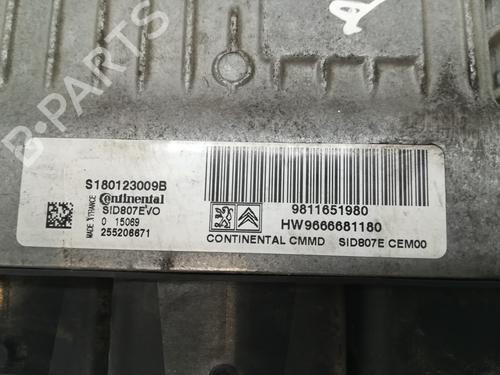 B-PARTS
S180123009B
Continental
SID807EVO
0 15069
255206671
MADE IN FRANCE
9811651980
HW9666681180
CONTINENTAL CMMD SID807E CEM00